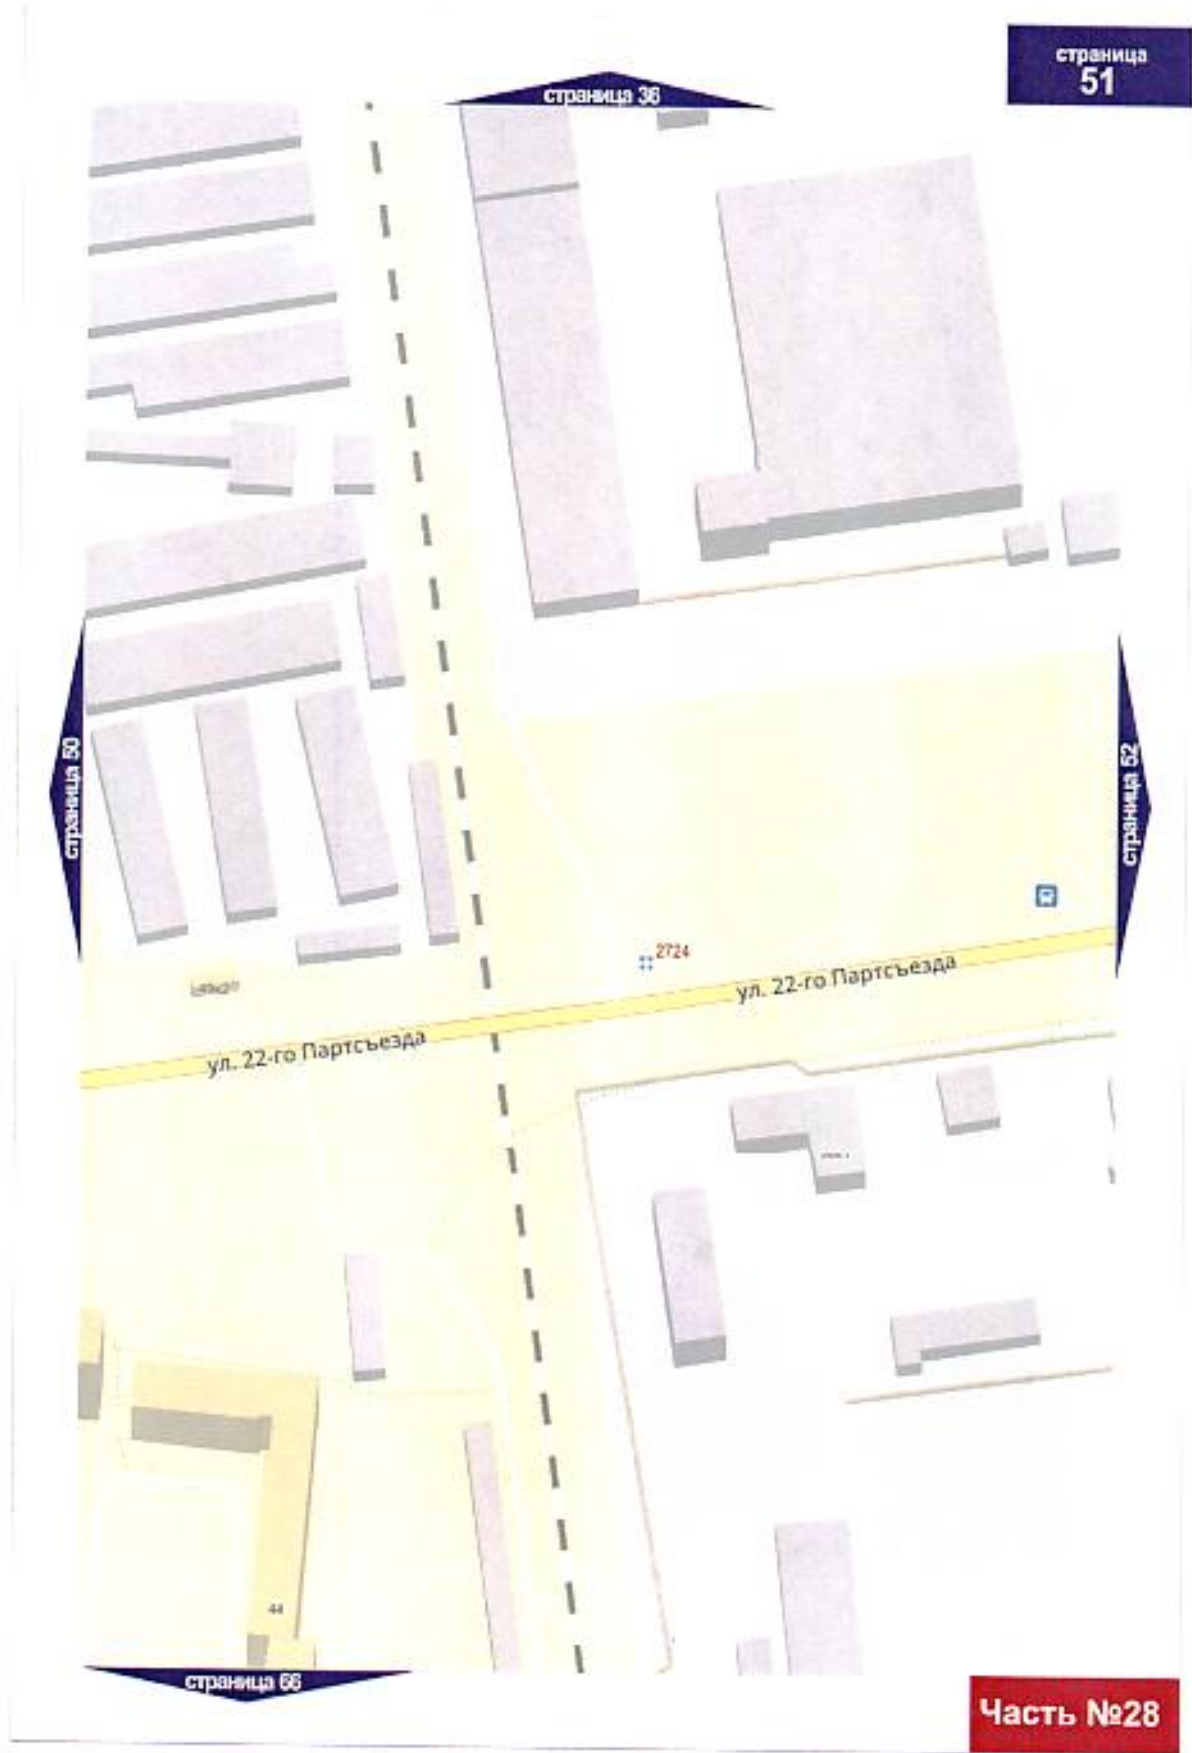 страница
51
страница 36
страница 50
страница 52
2724
ул. 22-го Партсъезда
ул. 22-го Партсъезда
44
страница 66
Часть №28